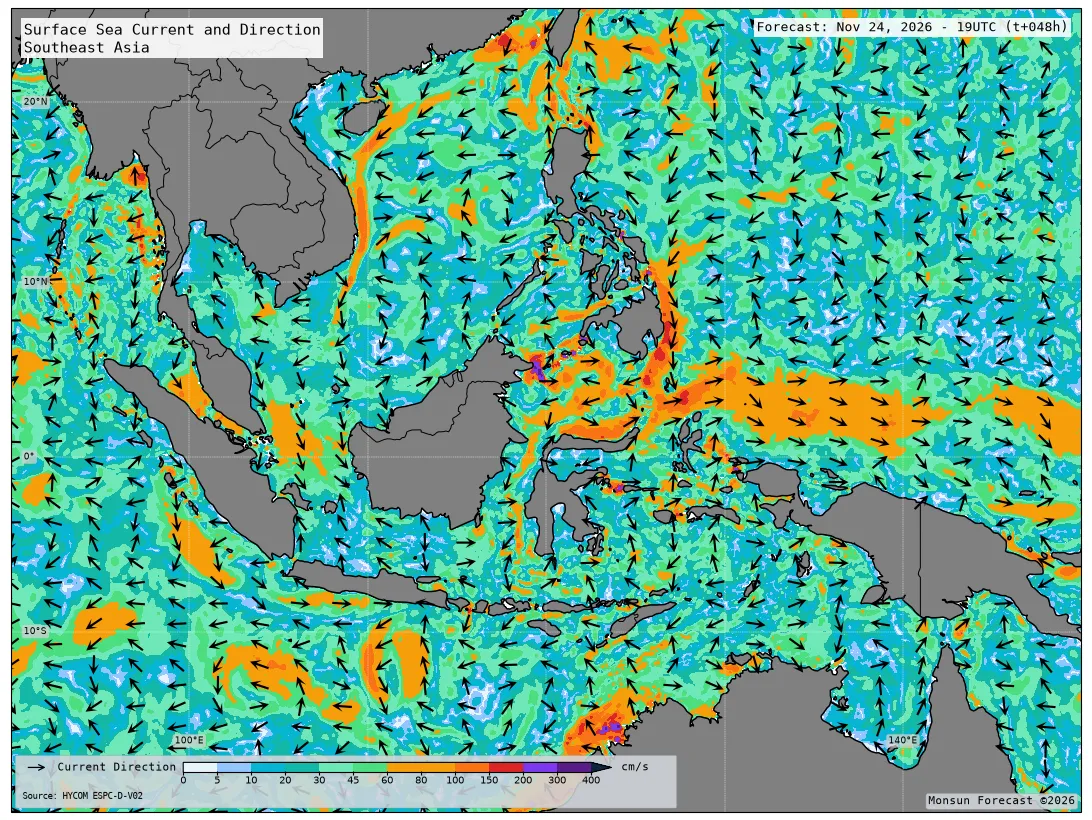 Surface Sea Current and Direction
Southeast Asia
Forecast: Nov 24, 2026 - 19UTC (t+048h)
20°N
10°N
0°
10°S
100°E
140°E
Current Direction
0 5 10 20 30 45 60 80 100 150 200 300 400 cm/s
Source: HYCOM ESPC-D-V02
Monsun Forecast ©2026